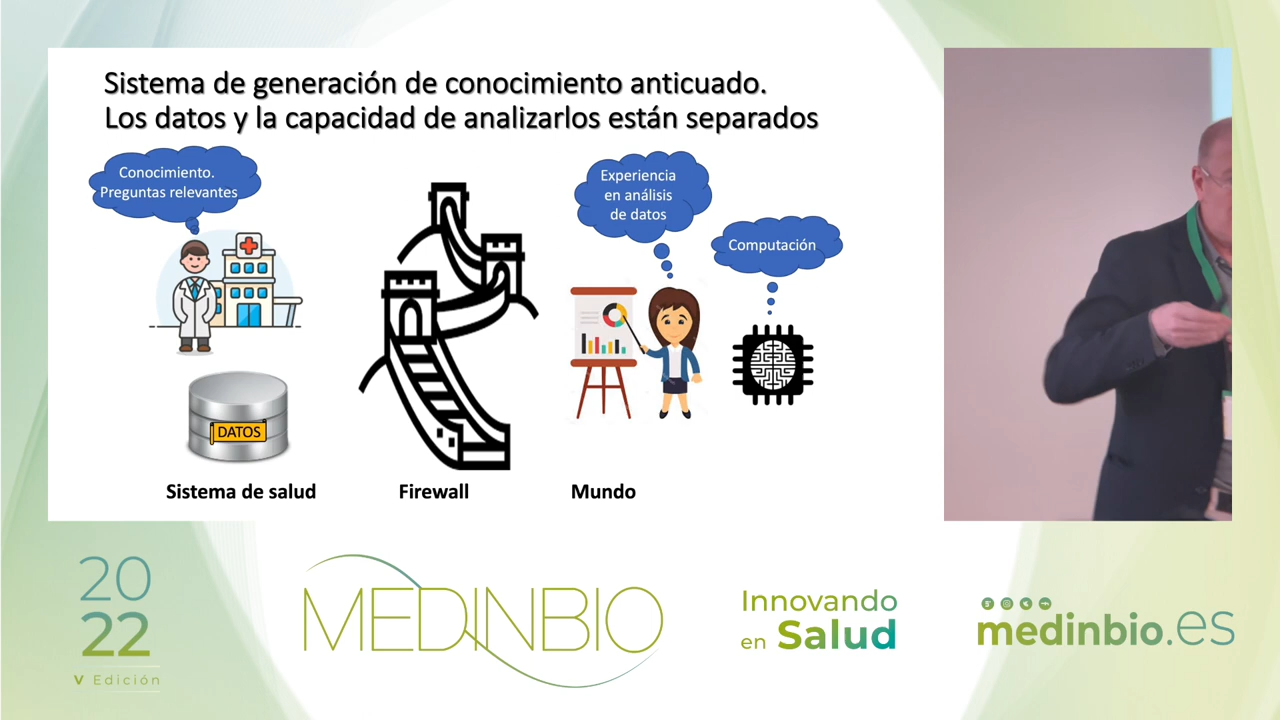 Sistema de generación de conocimiento anticuado.
Los datos y la capacidad de analizarlos están separados
Conocimiento.
Preguntas relevantes
Experiencia
en análisis
de datos
Computación
DATOS
Sistema de salud
Firewall
Mundo
20
22
V Edición
MEDINBIO
Innovando
en Salud
medinbio.es